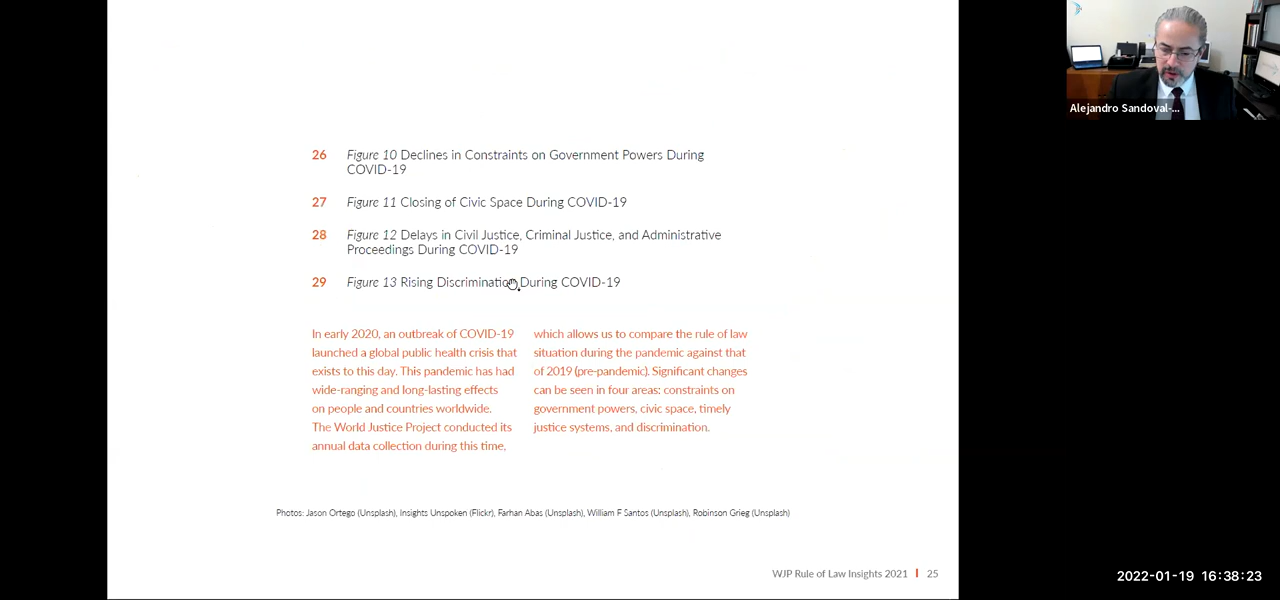 26 Figure 10 Declines in Constraints on Government Powers During
COVID-19
27 Figure 11 Closing of Civic Space During COVID-19
28 Figure 12 Delays in Civil Justice, Criminal Justice, and Administrative
Proceedings During COVID-19
29 Figure 13 Rising Discrimination During COVID-19
In early 2020, an outbreak of COVID-19
launched a global public health crisis that
exists to this day. This pandemic has had
wide-ranging and long-lasting effects
on people and countries worldwide.
The World Justice Project conducted its
annual data collection during this time,
which allows us to compare the rule of law
situation during the pandemic against that
of 2019 (pre-pandemic). Significant changes
can be seen in four areas: constraints on
government powers, civic space, timely
justice systems, and discrimination.
Photos: Jason Ortego (Unsplash), Insights Unspoken (Flickr), Farhan Abas (Unsplash), William F Santos (Unsplash), Robinson Grieg (Unsplash)
WJP Rule of Law Insights 2021 | 25
Alejandro Sandoval-...
2022-01-19 16:38:23